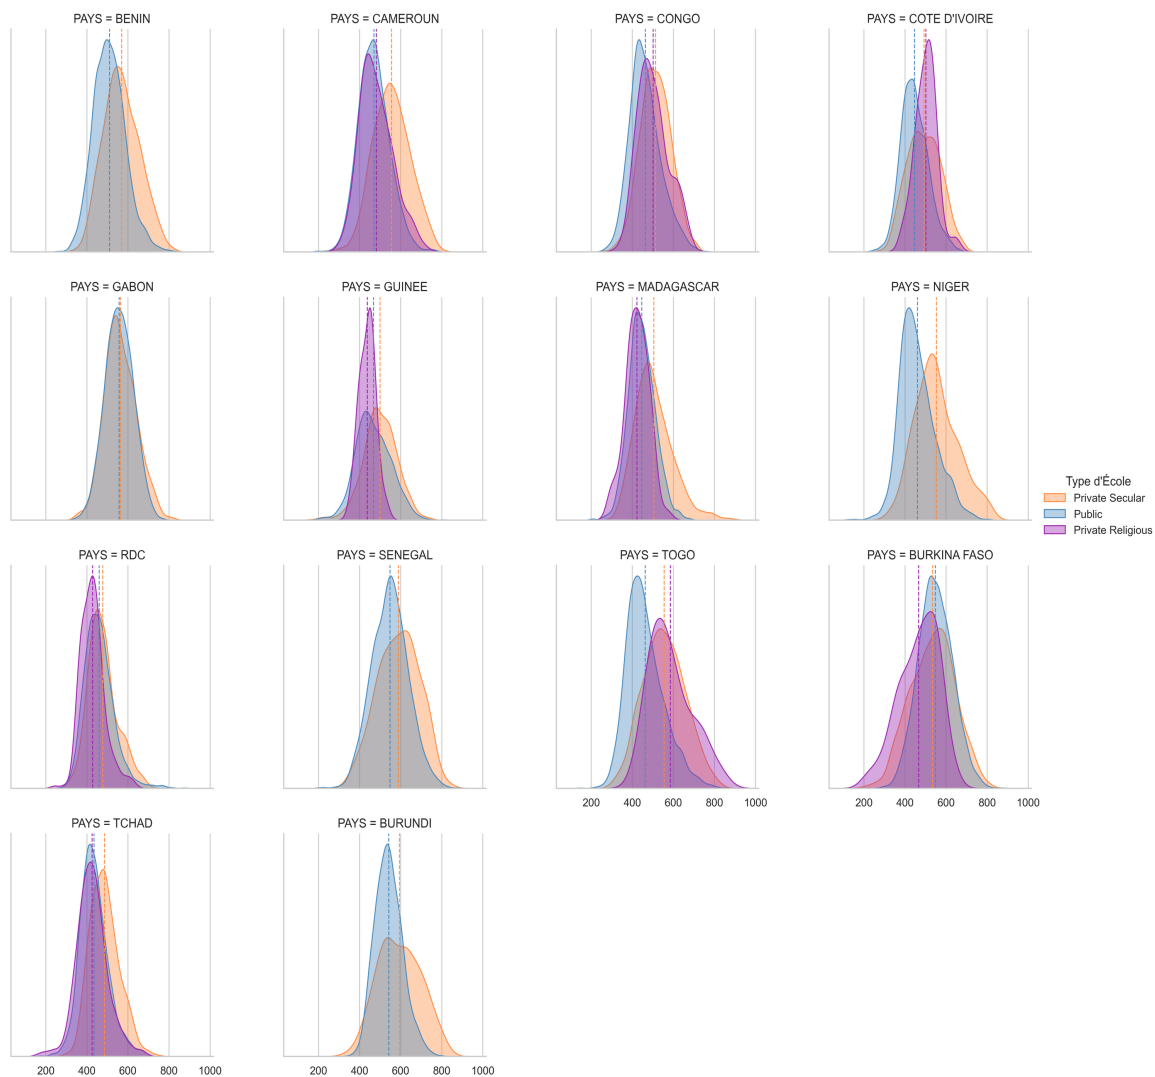 PAYS = BENIN
PAYS = CAMEROUN
PAYS = CONGO
PAYS = COTE D'IVOIRE
PAYS = GABON
PAYS = GUINEE
PAYS = MADAGASCAR
PAYS = NIGER
Type d'École
Private Secular
Public
Private Religious
PAYS = RDC
PAYS = SENEGAL
PAYS = TOGO
PAYS = BURKINA FASO
200 400 600 800 1000
200 400 600 800 1000
PAYS = TCHAD
PAYS = BURUNDI
200 400 600 800 1000
200 400 600 800 1000